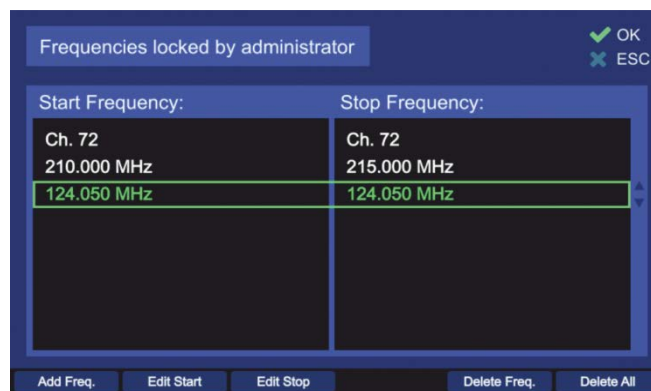 Frequencies locked by administrator
OK
ESC
Start Frequency: Stop Frequency:
Ch. 72 Ch. 72
210.000 MHz 215.000 MHz
124.050 MHz 124.050 MHz
Add Freq. Edit Start Edit Stop Delete Freq. Delete All